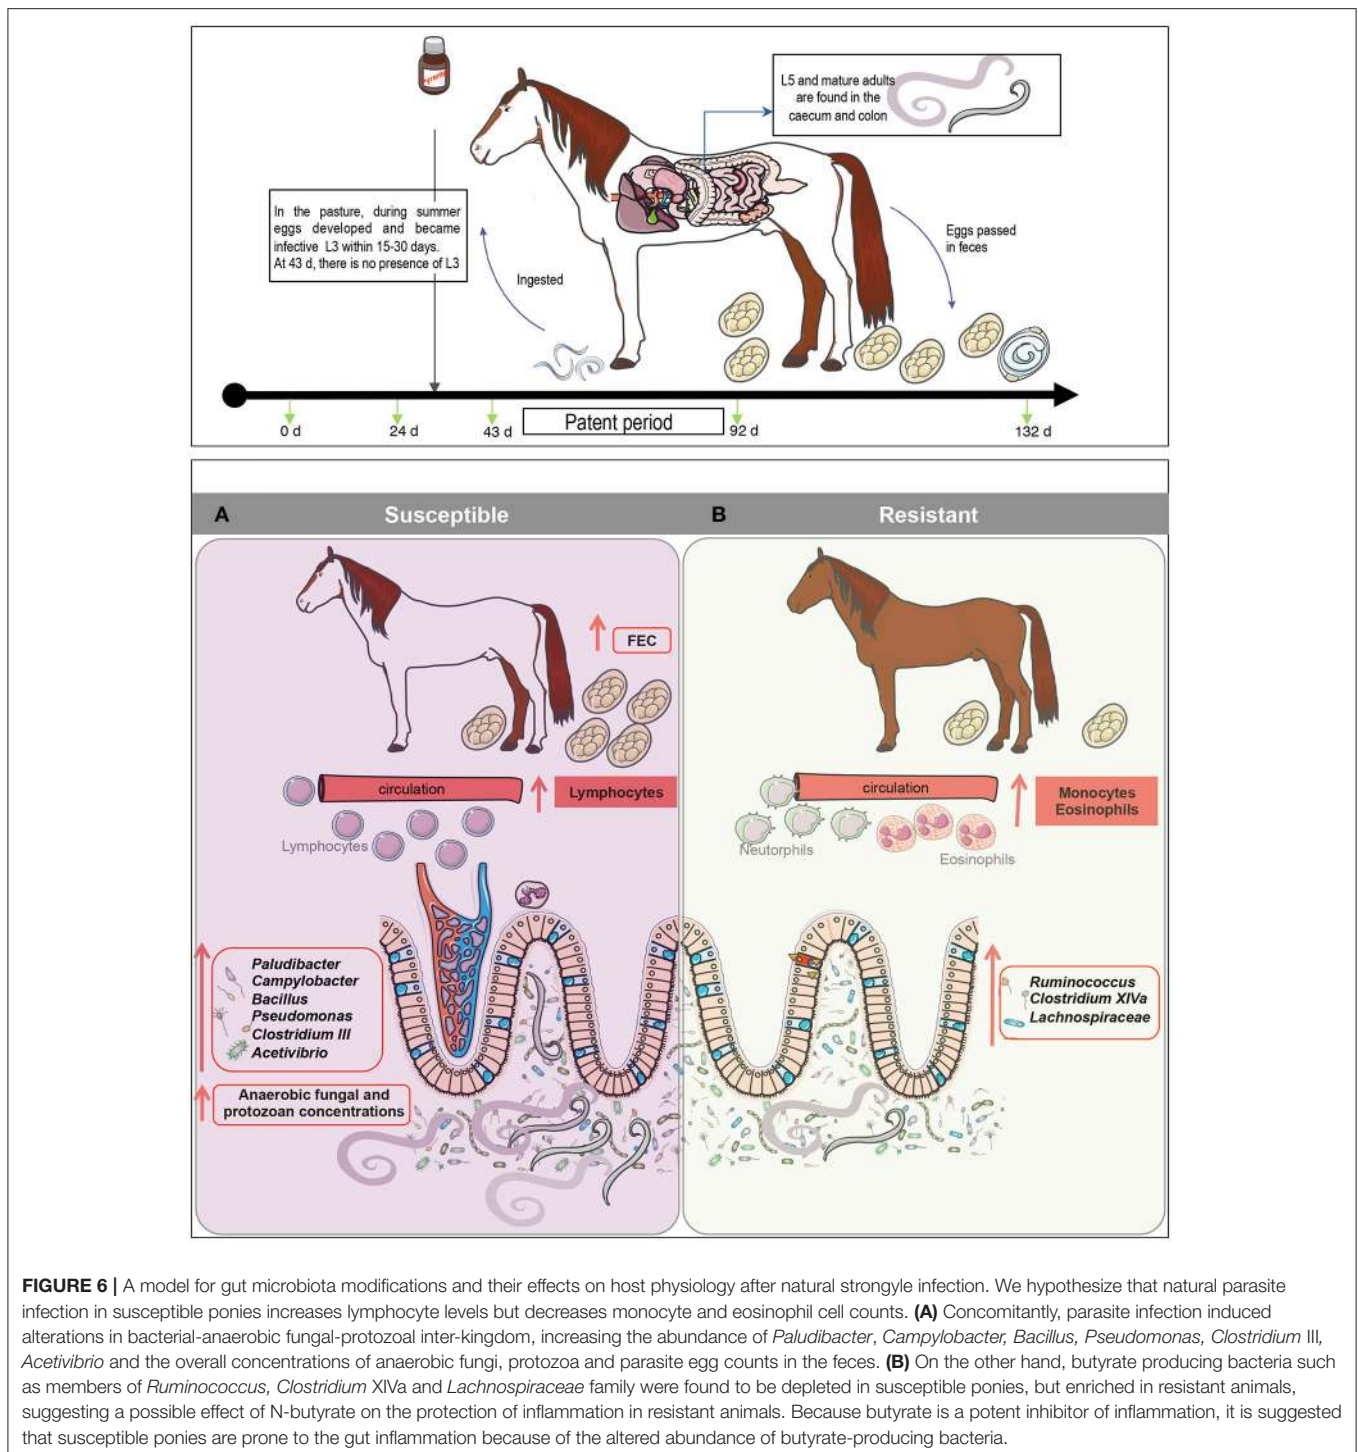 L5 and mature adults
are found in the
caecum and colon
In the pasture, during summer
eggs developed and became
infective L3 within 15-30 days.
At 43 d, there is no presence of L3
Ingested
Eggs passed
in feces
0 d
24 d
43 d
Patent period
92 d
132 d
A
Susceptible
B
Resistant
FEC
circulation
Lymphocytes
Lymphocytes
circulation
Monocytes
Eosinophils
Neutorphils
Eosinophils
Paludibacter
Campylobacter
Bacillus
Pseudomonas
Clostridium III
Acetivibrio
Anaerobic fungal and
protozoan concentrations
Ruminococcus
Clostridium XIVa
Lachnospiraceae
FIGURE 6 | A model for gut microbiota modifications and their effects on host physiology after natural strongyle infection. We hypothesize that natural parasite
infection in susceptible ponies increases lymphocyte levels but decreases monocyte and eosinophil cell counts. (A) Concomitantly, parasite infection induced
alterations in bacterial-anaerobic fungal-protozoal inter-kingdom, increasing the abundance of Paludibacter, Campylobacter, Bacillus, Pseudomonas, Clostridium III,
Acetivibrio and the overall concentrations of anaerobic fungi, protozoa and parasite egg counts in the feces. (B) On the other hand, butyrate producing bacteria such
as members of Ruminococcus, Clostridium XIVa and Lachnospiraceae family were found to be depleted in susceptible ponies, but enriched in resistant animals,
suggesting a possible effect of N-butyrate on the protection of inflammation in resistant animals. Because butyrate is a potent inhibitor of inflammation, it is suggested
that susceptible ponies are prone to the gut inflammation because of the altered abundance of butyrate-producing bacteria.